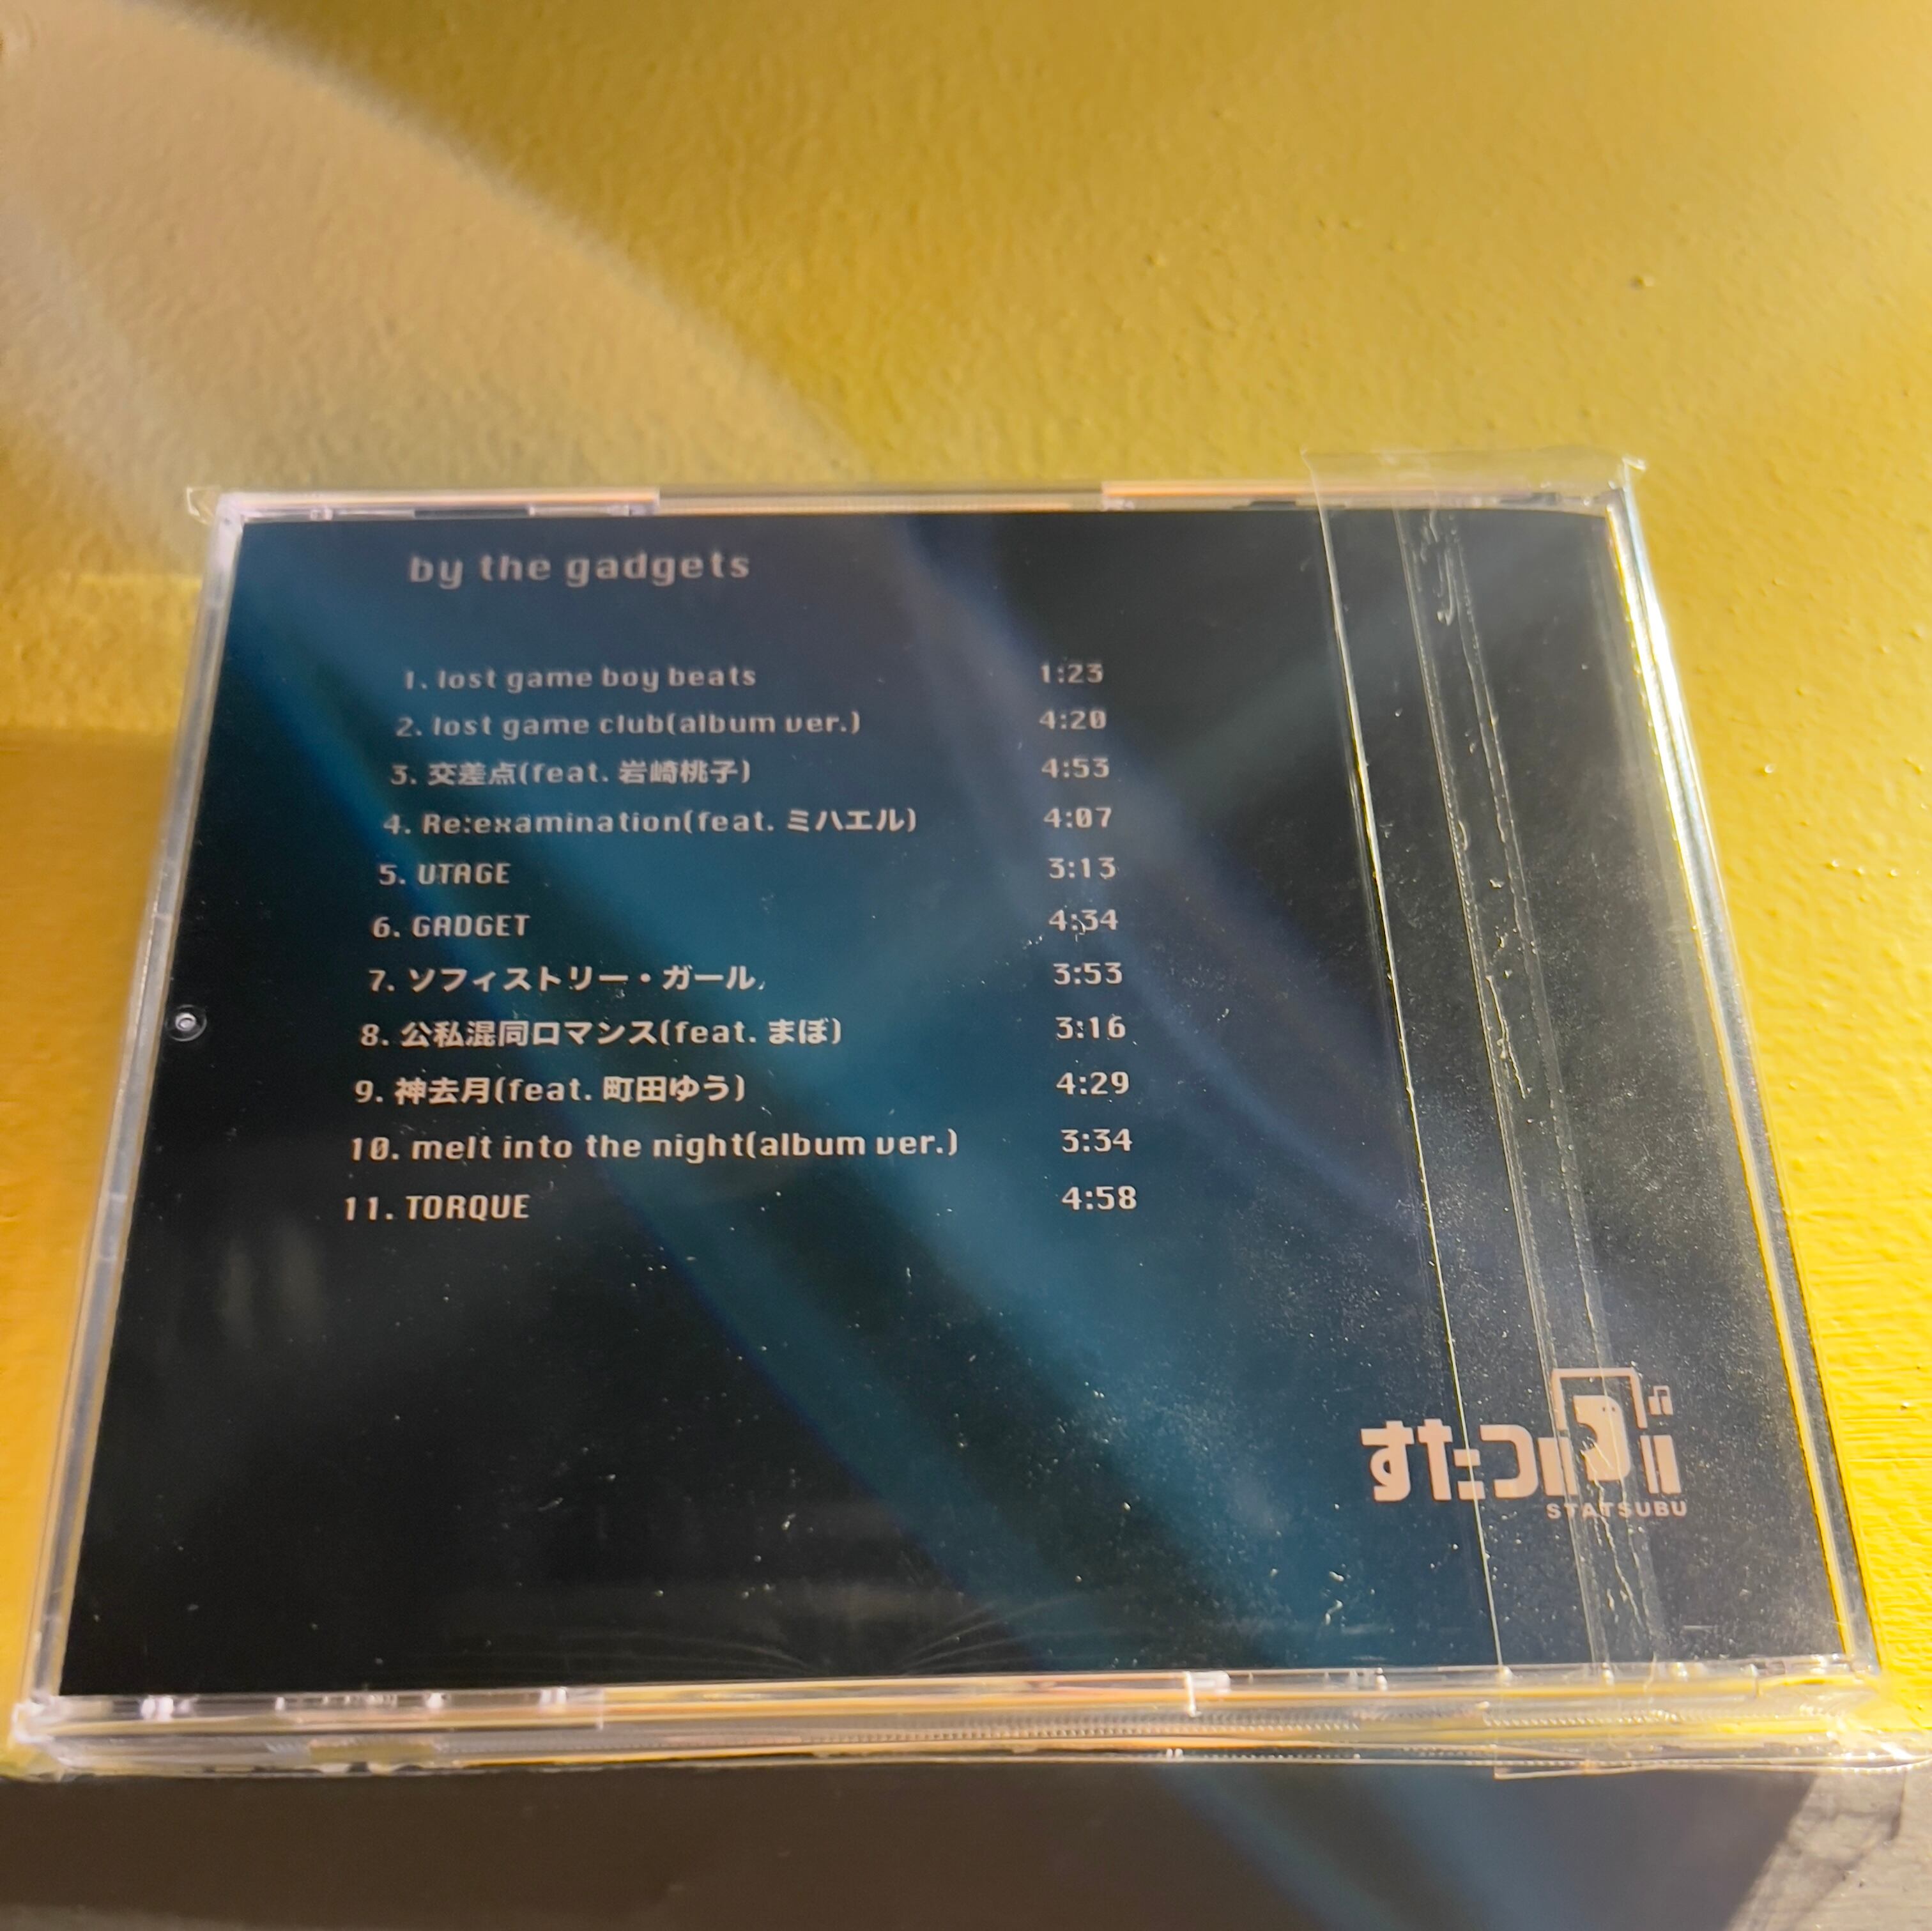 by the gadgets
1. lost game boy beats 1:23
2. lost game club(album ver.) 4:20
3. 交差点(feat. 岩崎桃子) 4:53
4. Re:examination(feat. ミハエル) 4:07
5. UTAGE 3:13
6. GADGET 4:34
7. ソフィストリー・ガール 3:53
8. 公私混同ロマンス(feat. まぼ) 3:16
9. 神去月(feat. 町田ゆう) 4:29
10. melt into the night(album ver.) 3:34
11. TORQUE 4:58
すたつぶ
STATSUBU